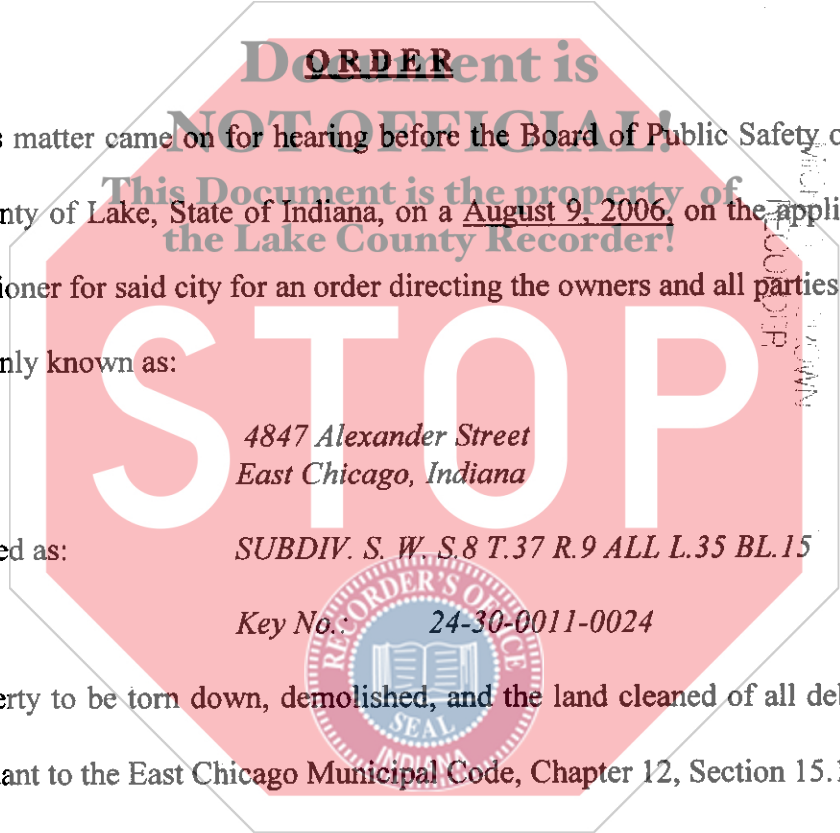 ORDER
Document is
NOT OFFICIAL!
This Document is the property of
the Lake County Recorder!
matter came on for hearing before the Board of Public Safety
nty of Lake, State of Indiana, on a August 9, 2006, on the appli
ioner for said city for an order directing the owners and all parties
nly known as:
STOP
RECORDER
4847 Alexander Street
East Chicago, Indiana
ed as: SUBDIV. S. W. S.8 T.37 R.9 ALL L.35 BL.15
Key No.: 24-30-0011-0024
RECORDER'S OFFICE
SEAL
INDIANA
erty to be torn down, demolished, and the land cleaned of all de
ant to the East Chicago Municipal Code, Chapter 12, Section 15.1